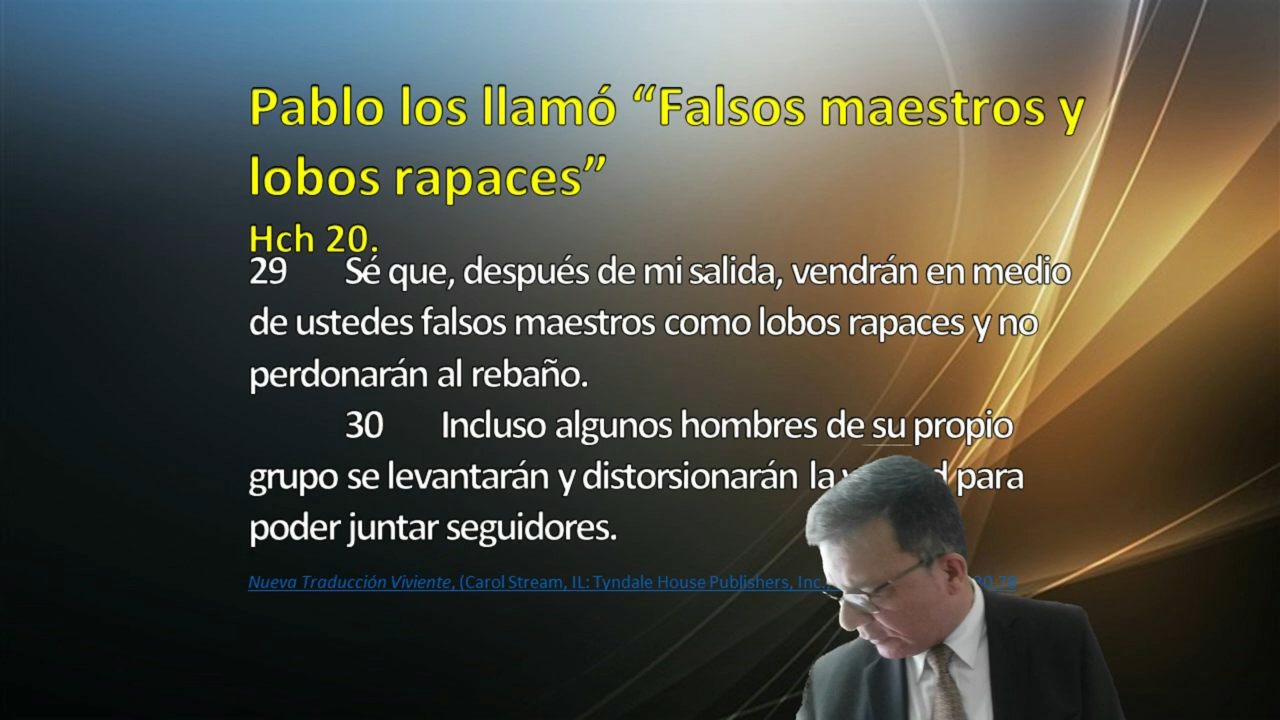 Pablo los llamó “Falsos maestros y
lobos rapaces”
Hch 20.
29 Sé que, después de mi salida, vendrán en medio
de ustedes falsos maestros como lobos rapaces y no
perdonarán al rebaño.
30 Incluso algunos hombres de su propio
grupo se levantarán y distorsionarán la para
poder juntar seguidores.
Nueva Traducción Viviente, (Carol Stream, IL: Tyndale House Publishers, Inc.